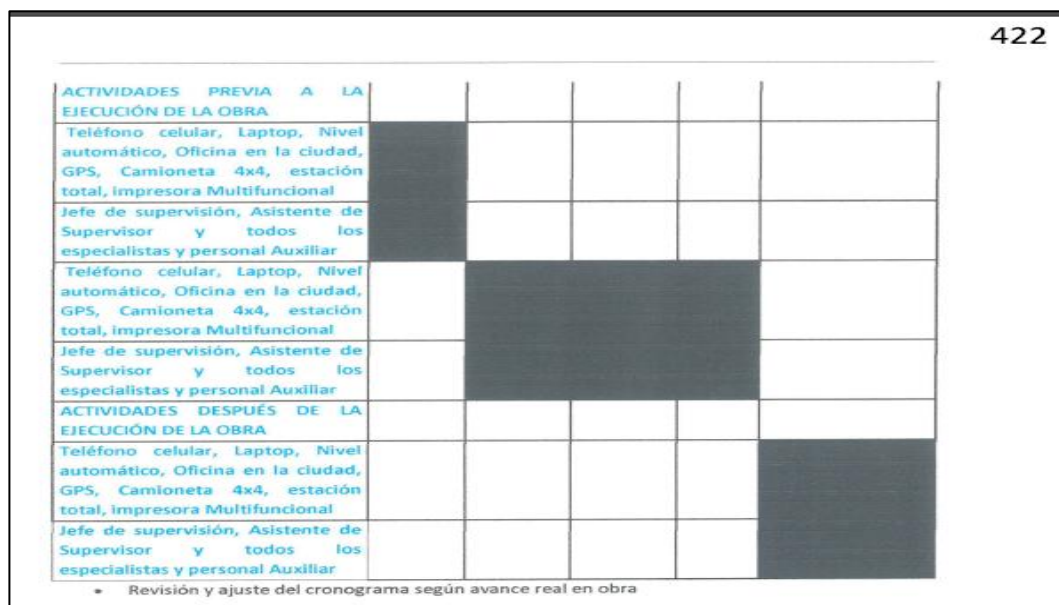 422
ACTIVIDADES PREVIA A LA
EJECUCIÓN DE LA OBRA
Teléfono celular, Laptop, Nivel
automático, Oficina en la ciudad,
GPS, Camioneta 4x4, estación
total, impresora Multifuncional
Jefe de supervisión, Asistente de
Supervisor y todos los
especialistas y personal Auxiliar
Teléfono celular, Laptop, Nivel
automático, Oficina en la ciudad,
GPS, Camioneta 4x4, estación
total, impresora Multifuncional
Jefe de supervisión, Asistente de
Supervisor y todos los
especialistas y personal Auxiliar
ACTIVIDADES DESPUÉS DE LA
EJECUCIÓN DE LA OBRA
Teléfono celular, Laptop, Nivel
automático, Oficina en la ciudad,
GPS, Camioneta 4x4, estación
total, impresora Multifuncional
Jefe de supervisión, Asistente de
Supervisor y todos los
especialistas y personal Auxiliar
• Revisión y ajuste del cronograma según avance real en obra